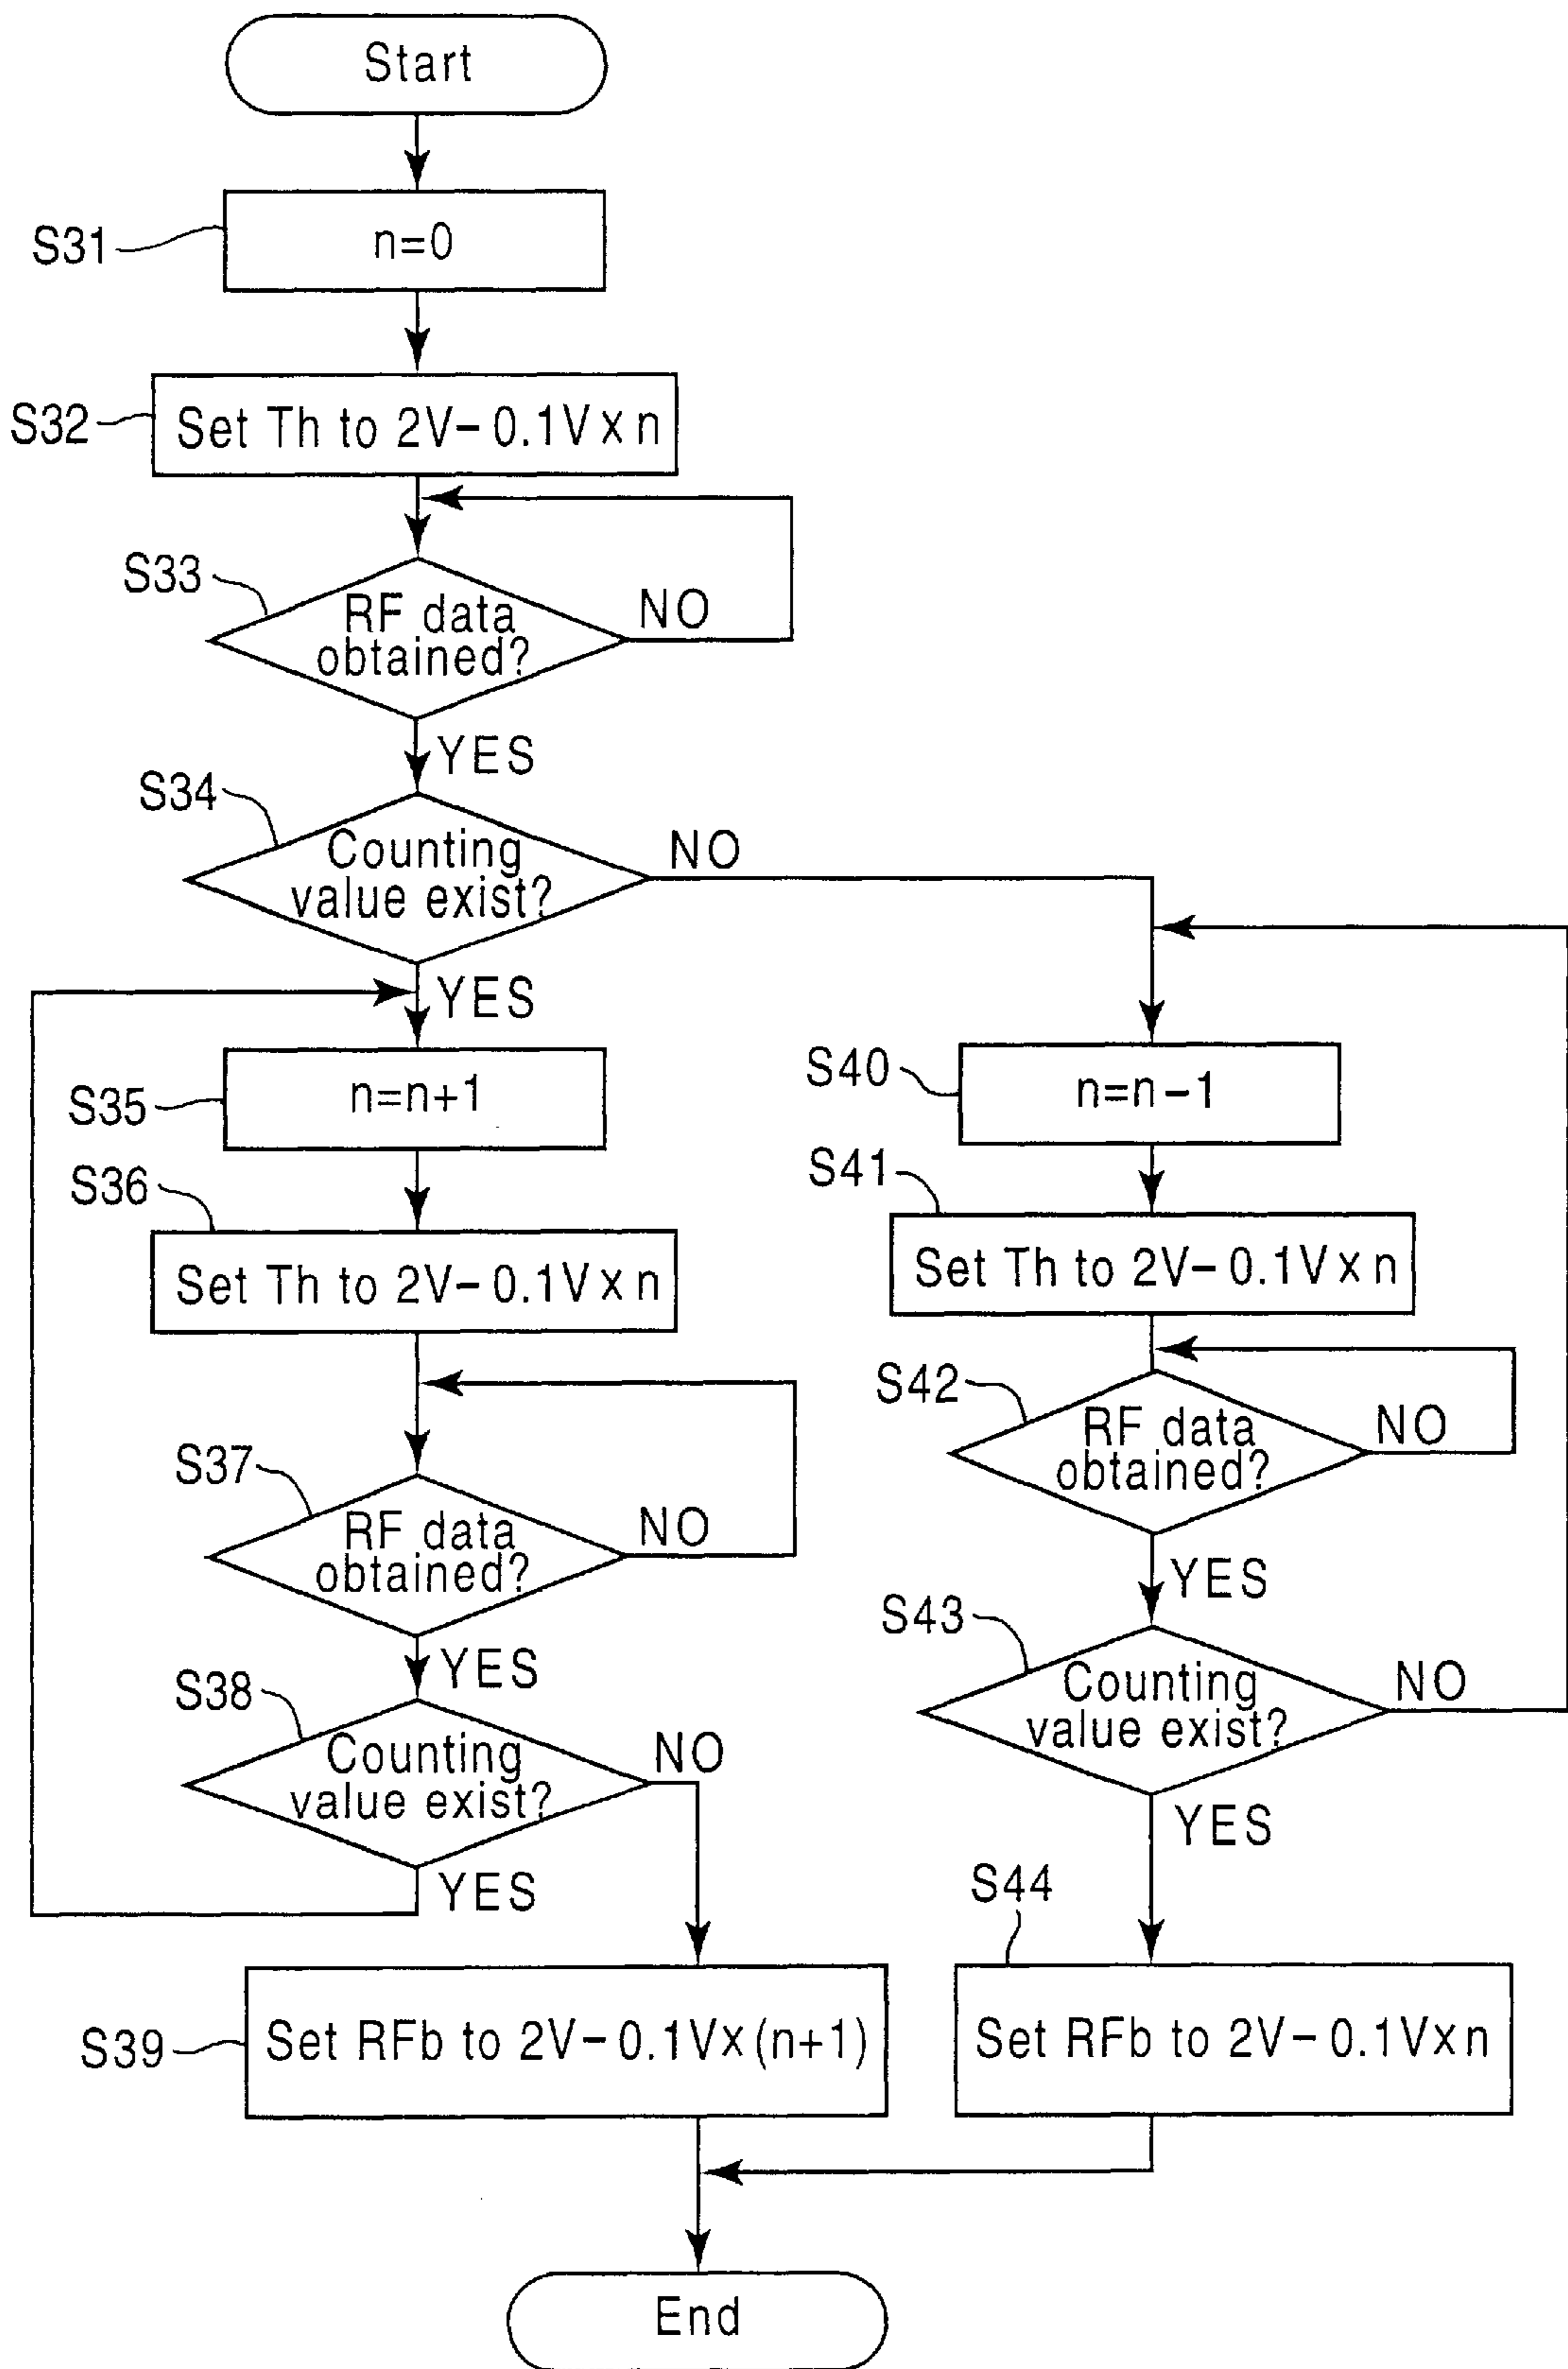 Start
S31
n=0
S32
Set Th to 2V-0.1V×n
S33
RF data
obtained?
NO
YES
S34
Counting
value exist?
NO
YES
S35
n=n+1
S36
Set Th to 2V-0.1V×n
S37
RF data
obtained?
NO
YES
S38
Counting
value exist?
NO
YES
S39
Set RFb to 2V-0.1V×(n+1)
S40
n=n-1
S41
Set Th to 2V-0.1V×n
S42
RF data
obtained?
NO
YES
S43
Counting
value exist?
NO
YES
S44
Set RFb to 2V-0.1V×n
End